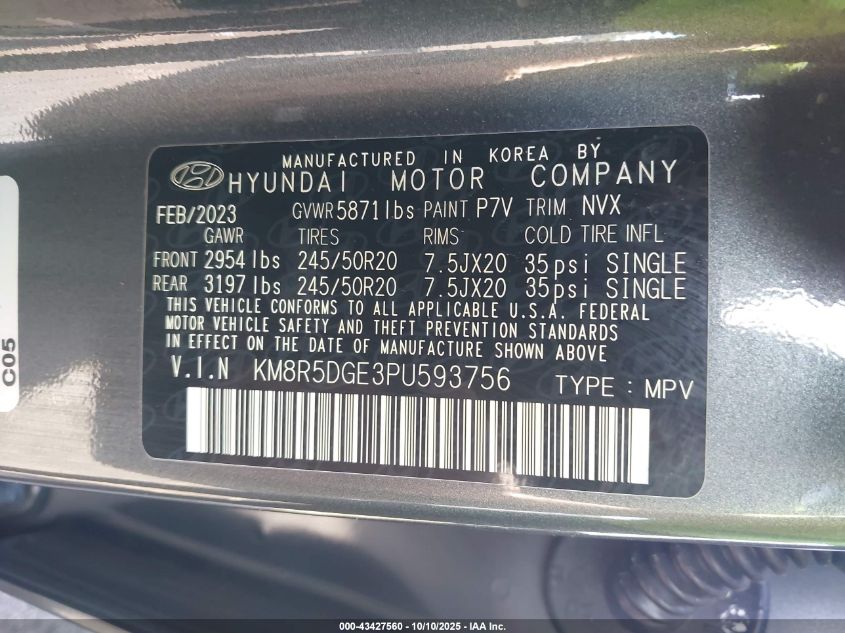 MANUFACTURED IN KOREA BY
HYUNDAI MOTOR COMPANY
FEB/2023 GVWR 5871lbs PAINT P7V TRIM NVX
GAWR TIRES RIMS COLD TIRE INFL
FRONT 2954 lbs 245/50R20 7.5JX20 35psi SINGLE
REAR 3197 lbs 245/50R20 7.5JX20 35psi SINGLE
THIS VEHICLE CONFORMS TO ALL APPLICABLE U.S.A. FEDERAL
MOTOR VEHICLE SAFETY AND THEFT PREVENTION STANDARDS
IN EFFECT ON THE DATE OF MANUFACTURE SHOWN ABOVE
V.I.N KM8R5DGE3PU593756 TYPE : MPV
C05
000-43427560 - 10/10/2025 - IAA Inc.